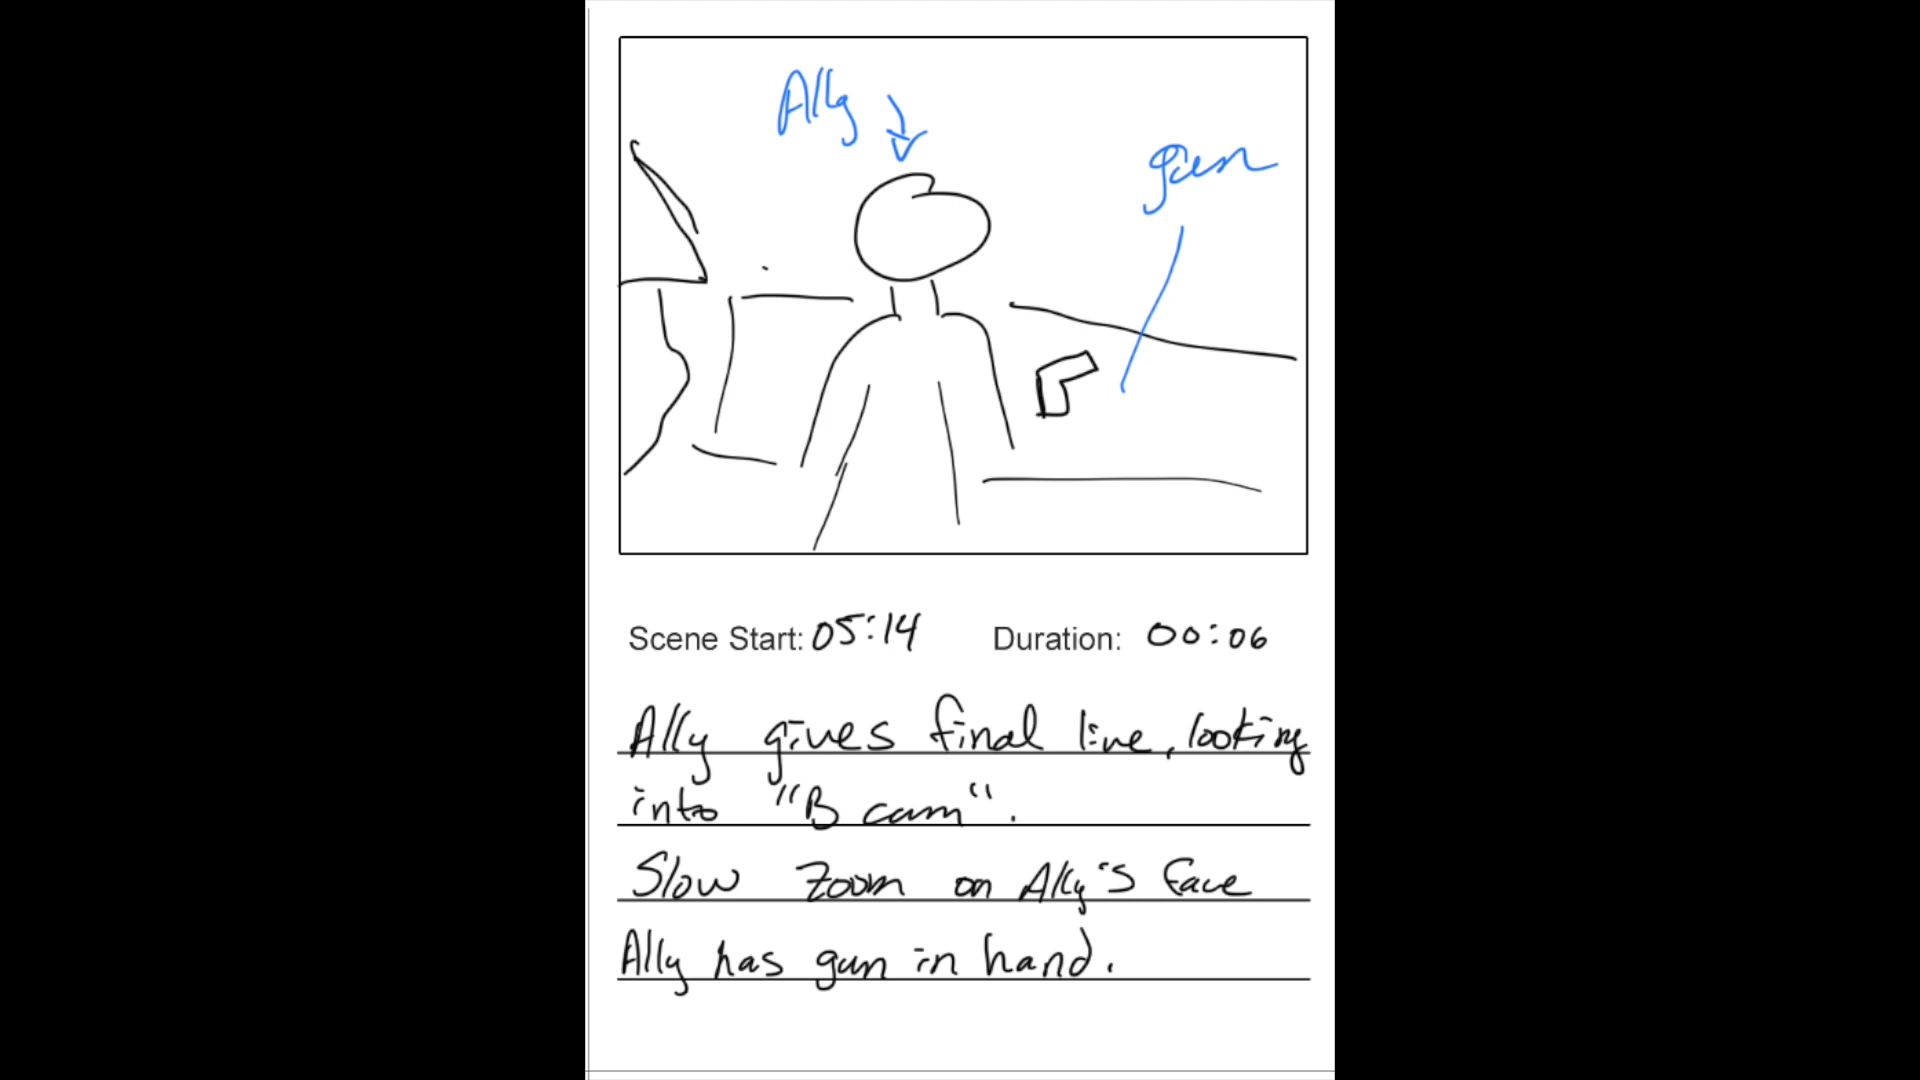 Ally
gun
Scene Start: 05:14 Duration: 00:06
Ally gives final line, looking
into "B cam".
Slow zoom on Ally's face
Ally has gun in hand.